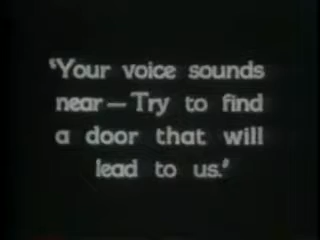 'Your voice sounds
near—Try to find
a door that will
lead to us.'